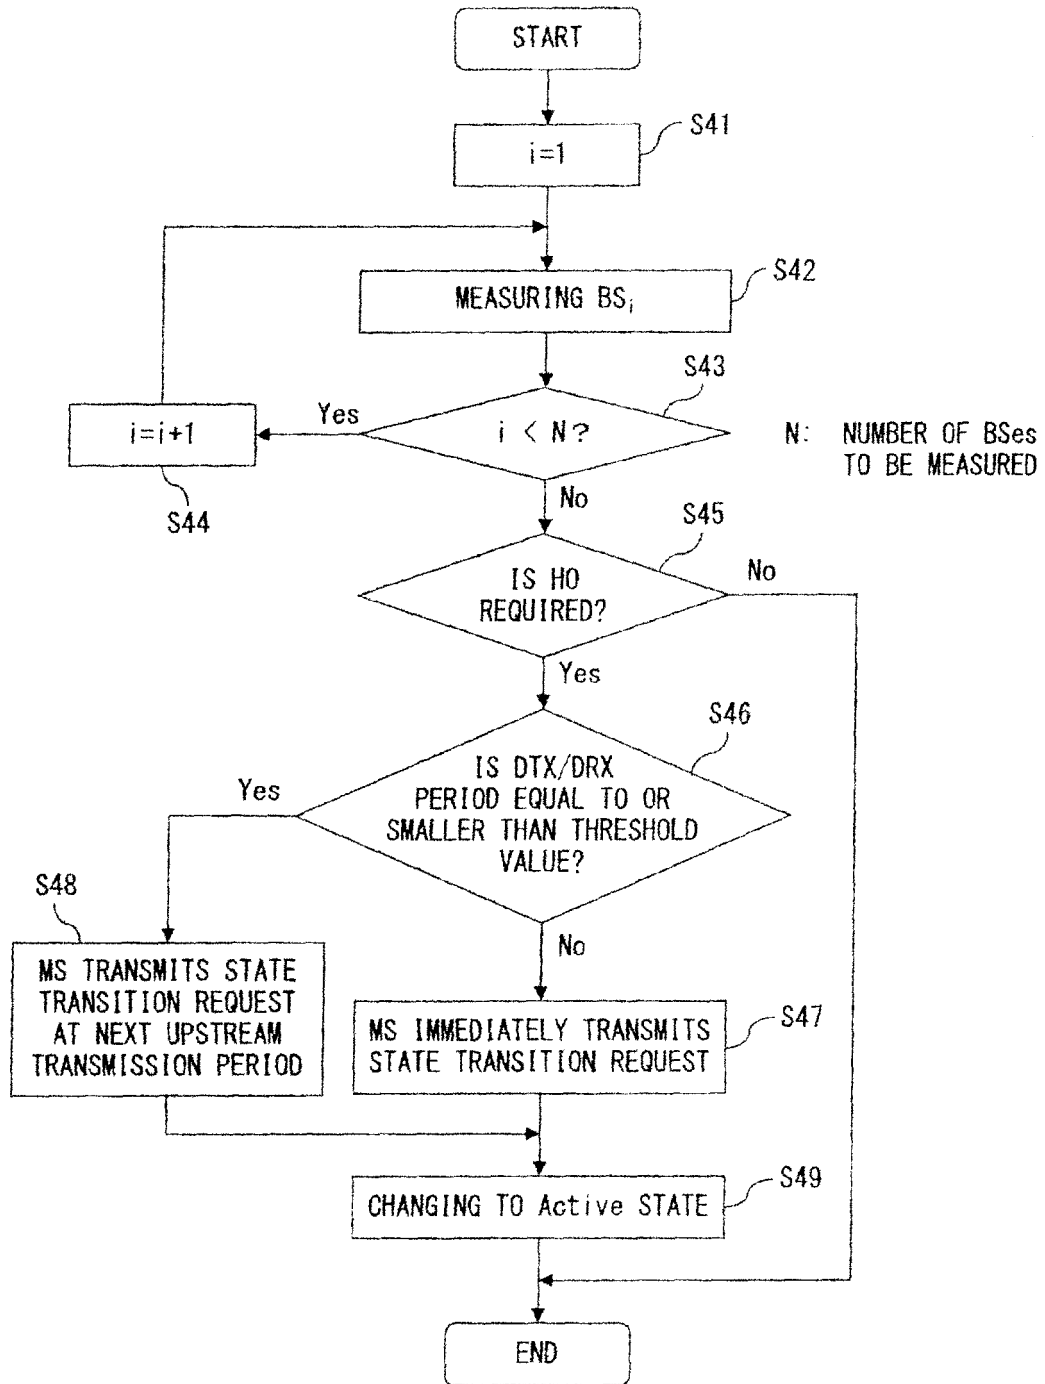 START
S41
i=1
S42
MEASURING BSi
S43
Yes
i=i+1
i < N?
N: NUMBER OF BSes
TO BE MEASURED
S44
No
S45
IS HO
REQUIRED?
No
Yes
S46
IS DTX/DRX
PERIOD EQUAL TO OR
SMALLER THAN THRESHOLD
VALUE?
Yes
S48
No
MS TRANSMITS STATE
TRANSITION REQUEST
AT NEXT UPSTREAM
TRANSMISSION PERIOD
S47
MS IMMEDIATELY TRANSMITS
STATE TRANSITION REQUEST
S49
CHANGING TO Active STATE
END